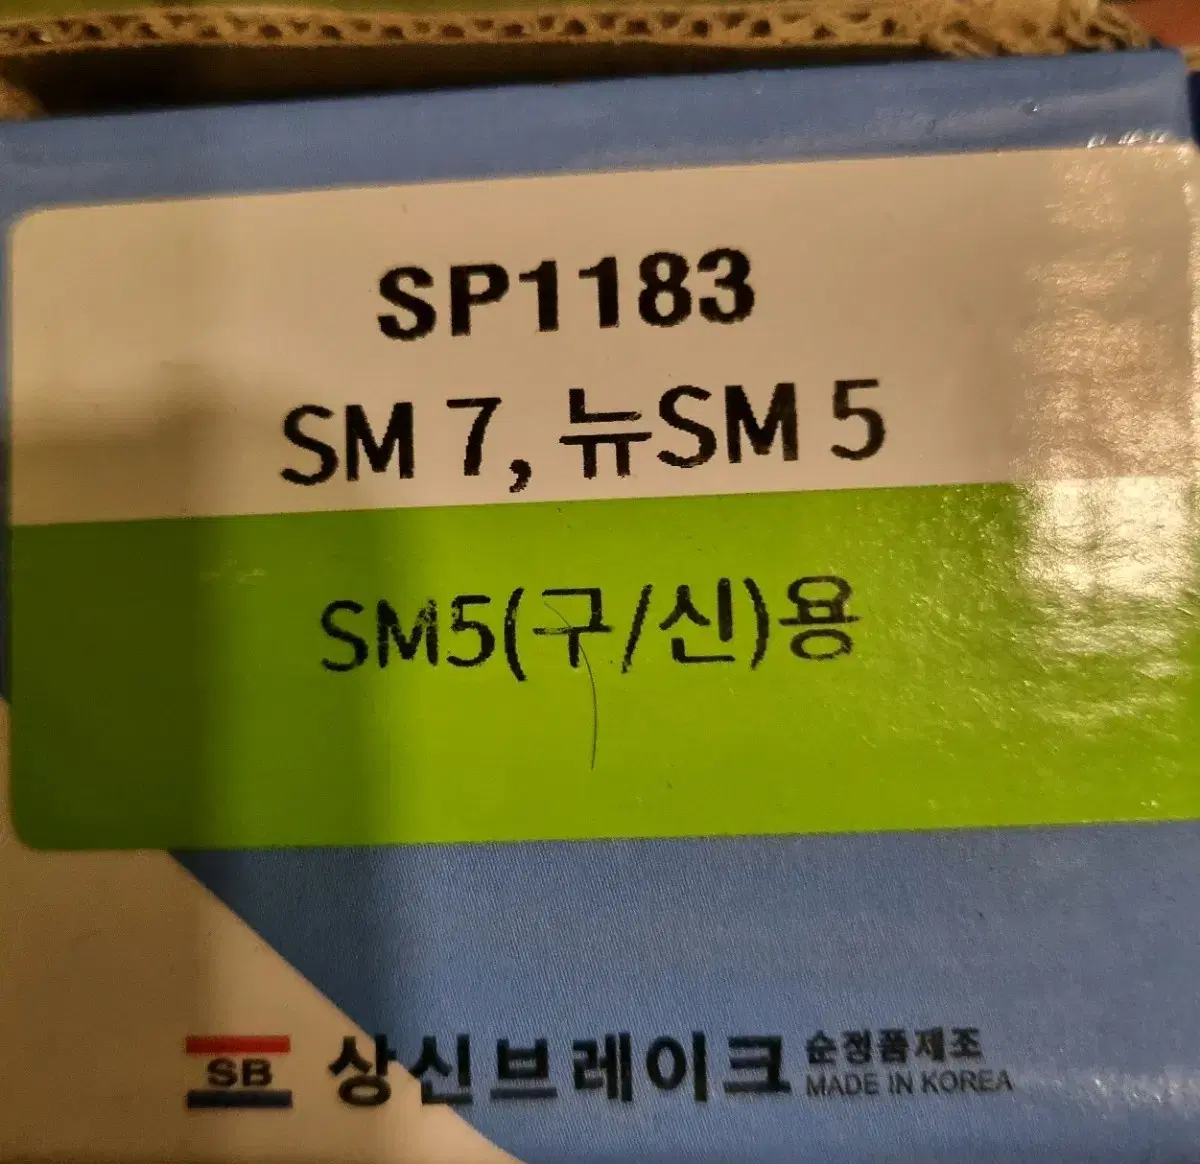 SP1183
SM 7, 뉴SM 5
SM5(구/신)용
SB 상신브레이크 순정품제조
MADE IN KOREA